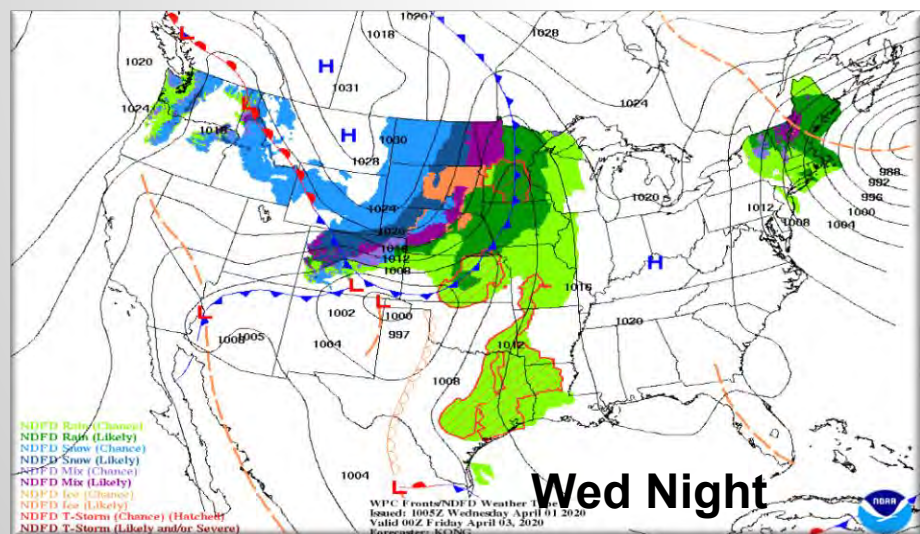 1020
1018
1028
1020
H
1031
1024
L
1024
L
1018
H
1030
1028
988
992
996
1000
1004
1012
1008
1020
1024
1020
1016
1012
1008
H
1016
L
L
L
1002
1000
997
1005
1004
1020
1012
1008
1004
L
NDFD Rain (Chance)
NDFD Rain (Likely)
NDFD Snow (Chance)
NDFD Snow (Likely)
NDFD Mix (Chance)
NDFD Mix (Likely)
NDFD Ice (Chance)
NDFD Ice (Likely)
NDFD T-Storm (Chance) (Hatched)
NDFD T-Storm (Likely and/or Severe)
WPC Fronts/NDFD Weather
Issued: 1005Z Wednesday April 01 2020
Valid 00Z Friday April 03, 2020
Forecaster: KONG
Wed Night
NOAA